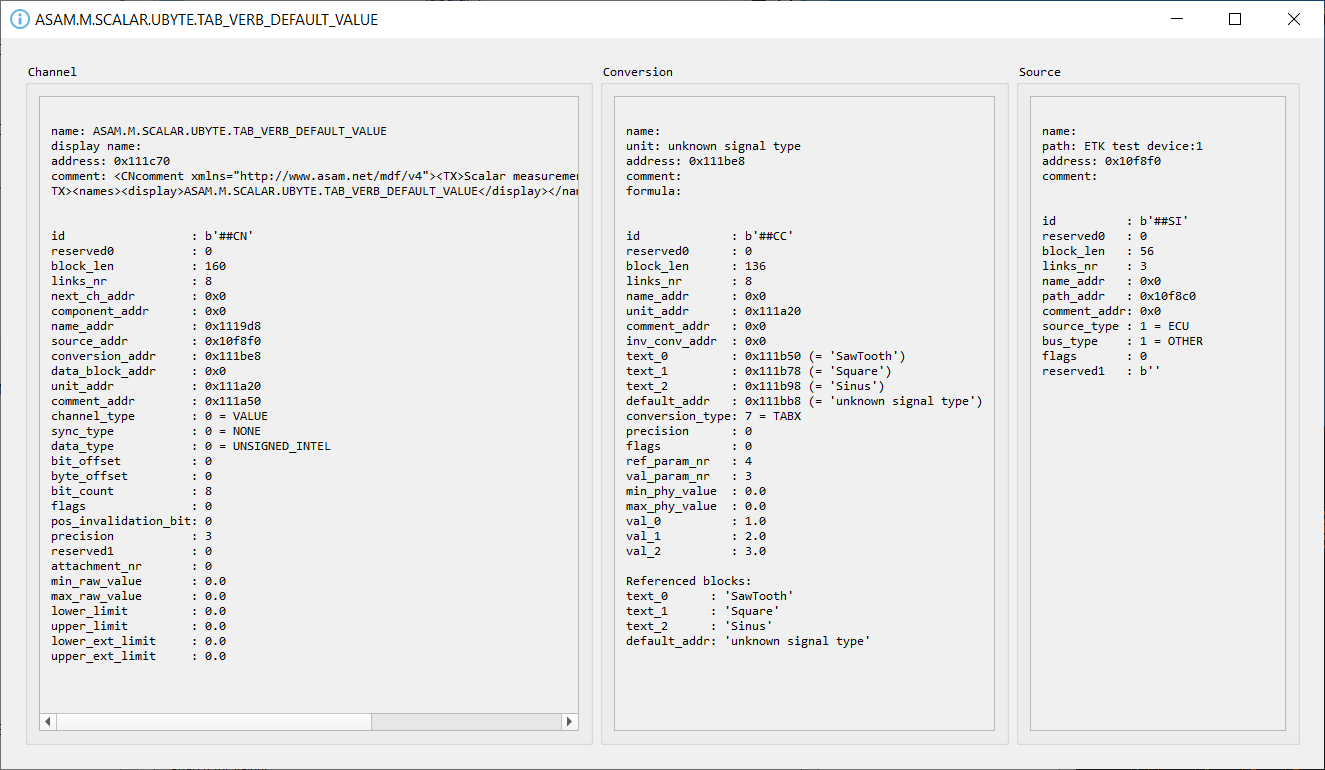 ASAM.M.SCALAR.UBYTE.TAB_VERB_DEFAULT_VALUE
Channel
name: ASAM.M.SCALAR.UBYTE.TAB_VERB_DEFAULT_VALUE
display name:
address: 0x111c70
comment: <CNcomment xmlns="http://www.asam.net/mdf/v4"><TX>Scalar measuremen
TX><names><display>ASAM.M.SCALAR.UBYTE.TAB_VERB_DEFAULT_VALUE</display></nam
id : b'##CN'
reserved0 : 0
block_len : 160
links_nr : 8
next_ch_addr : 0x0
component_addr : 0x0
name_addr : 0x1119d8
source_addr : 0x10f8f0
conversion_addr : 0x111be8
data_block_addr : 0x0
unit_addr : 0x111a20
comment_addr : 0x111a50
channel_type : 0 = VALUE
sync_type : 0 = NONE
data_type : 0 = UNSIGNED_INTEL
bit_offset : 0
byte_offset : 0
bit_count : 8
flags : 0
pos_invalidation_bit: 0
precision : 3
reserved1 : 0
attachment_nr : 0
min_raw_value : 0.0
max_raw_value : 0.0
lower_limit : 0.0
upper_limit : 0.0
lower_ext_limit : 0.0
upper_ext_limit : 0.0
Conversion
name:
unit: unknown signal type
address: 0x111be8
comment:
formula:
id : b'##CC'
reserved0 : 0
block_len : 136
links_nr : 8
name_addr : 0x0
unit_addr : 0x111a20
comment_addr : 0x0
inv_conv_addr : 0x0
text_0 : 0x111b50 (= 'SawTooth')
text_1 : 0x111b78 (= 'Square')
text_2 : 0x111b98 (= 'Sinus')
default_addr : 0x111bb8 (= 'unknown signal type')
conversion_type: 7 = TABX
precision : 0
flags : 0
ref_param_nr : 4
val_param_nr : 3
min_phy_value : 0.0
max_phy_value : 0.0
val_0 : 1.0
val_1 : 2.0
val_2 : 3.0
Referenced blocks:
text_0 : 'SawTooth'
text_1 : 'Square'
text_2 : 'Sinus'
default_addr: 'unknown signal type'
Source
name:
path: ETK test device:1
address: 0x10f8f0
comment:
id : b'##SI'
reserved0 : 0
block_len : 56
links_nr : 3
name_addr : 0x0
path_addr : 0x10f8c0
comment_addr: 0x0
source_type : 1 = ECU
bus_type : 1 = OTHER
flags : 0
reserved1 : b''